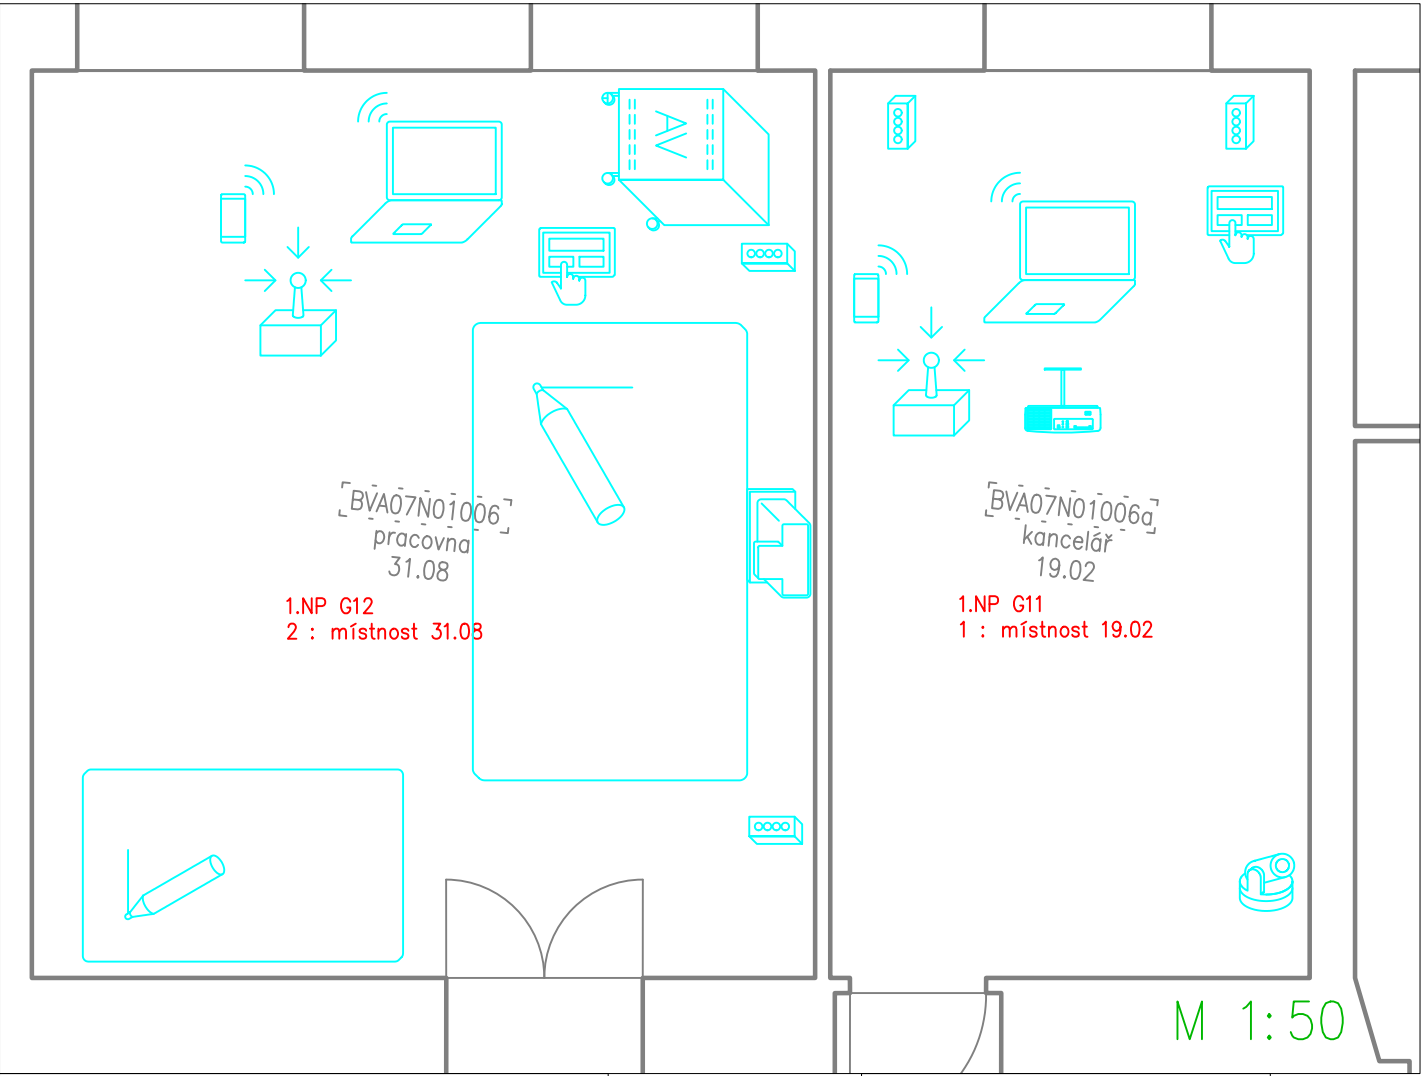 AV
BVA07N01006
pracovna
31.08
1.NP G12
2 : místnost 31.08
BVA07N01006a
kancelář
19.02
1.NP G11
1 : místnost 19.02
M 1:50